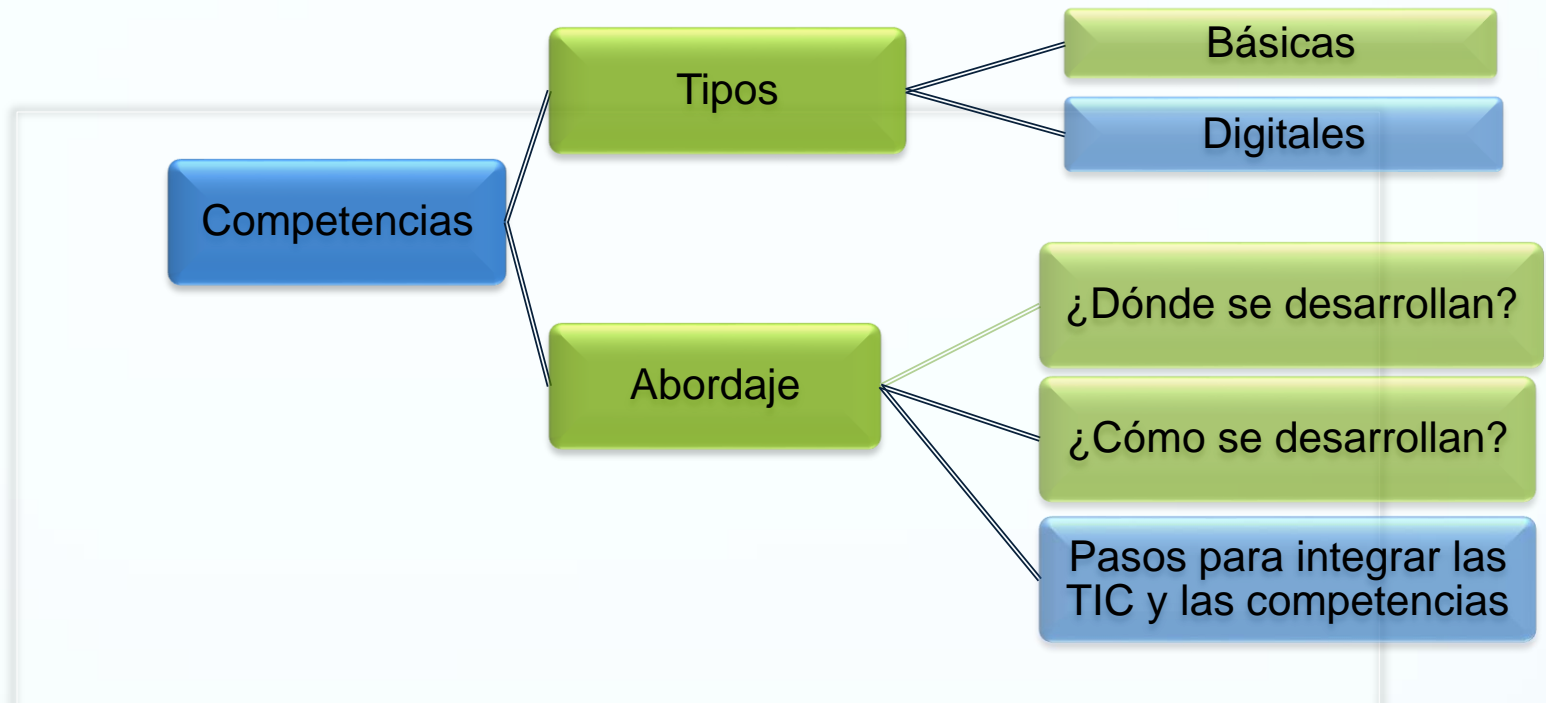 Competencias
Tipos
Básicas
Digitales
Abordaje
¿Dónde se desarrollan?
¿Cómo se desarrollan?
Pasos para integrar las
TIC y las competencias